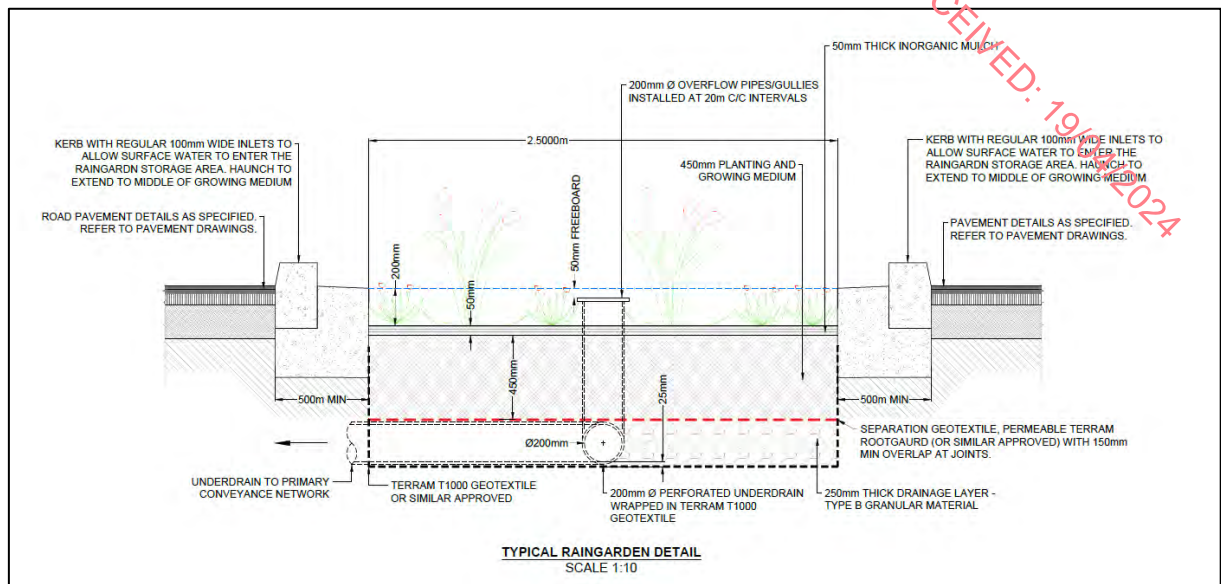 CEIVED: 19/04/2024
50mm THICK INORGANIC MULCH
200mm Ø OVERFLOW PIPES/GULLIES
INSTALLED AT 20m C/C INTERVALS
2.5000m
KERB WITH REGULAR 100mm WIDE INLETS TO
ALLOW SURFACE WATER TO ENTER THE
RAINGARDN STORAGE AREA. HAUNCH TO
EXTEND TO MIDDLE OF GROWING MEDIUM
KERB WITH REGULAR 100mm WIDE INLETS TO
ALLOW SURFACE WATER TO ENTER THE
RAINGARDN STORAGE AREA. HAUNCH TO
EXTEND TO MIDDLE OF GROWING MEDIUM
450mm PLANTING AND
GROWING MEDIUM
ROAD PAVEMENT DETAILS AS SPECIFIED.
REFER TO PAVEMENT DRAWINGS.
PAVEMENT DETAILS AS SPECIFIED.
REFER TO PAVEMENT DRAWINGS.
200mm
50mm
50mm FREEBOARD
450mm
25mm
500m MIN
500m MIN
Ø200mm
SEPARATION GEOTEXTILE, PERMEABLE TERRAM
ROOTGAURD (OR SIMILAR APPROVED) WITH 150mm
MIN OVERLAP AT JOINTS.
UNDERDRAIN TO PRIMARY
CONVEYANCE NETWORK
TERRAM T1000 GEOTEXTILE
OR SIMILAR APPROVED
200mm Ø PERFORATED UNDERDRAIN
WRAPPED IN TERRAM T1000
GEOTEXTILE
250mm THICK DRAINAGE LAYER -
TYPE B GRANULAR MATERIAL
TYPICAL RAINGARDEN DETAIL
SCALE 1:10